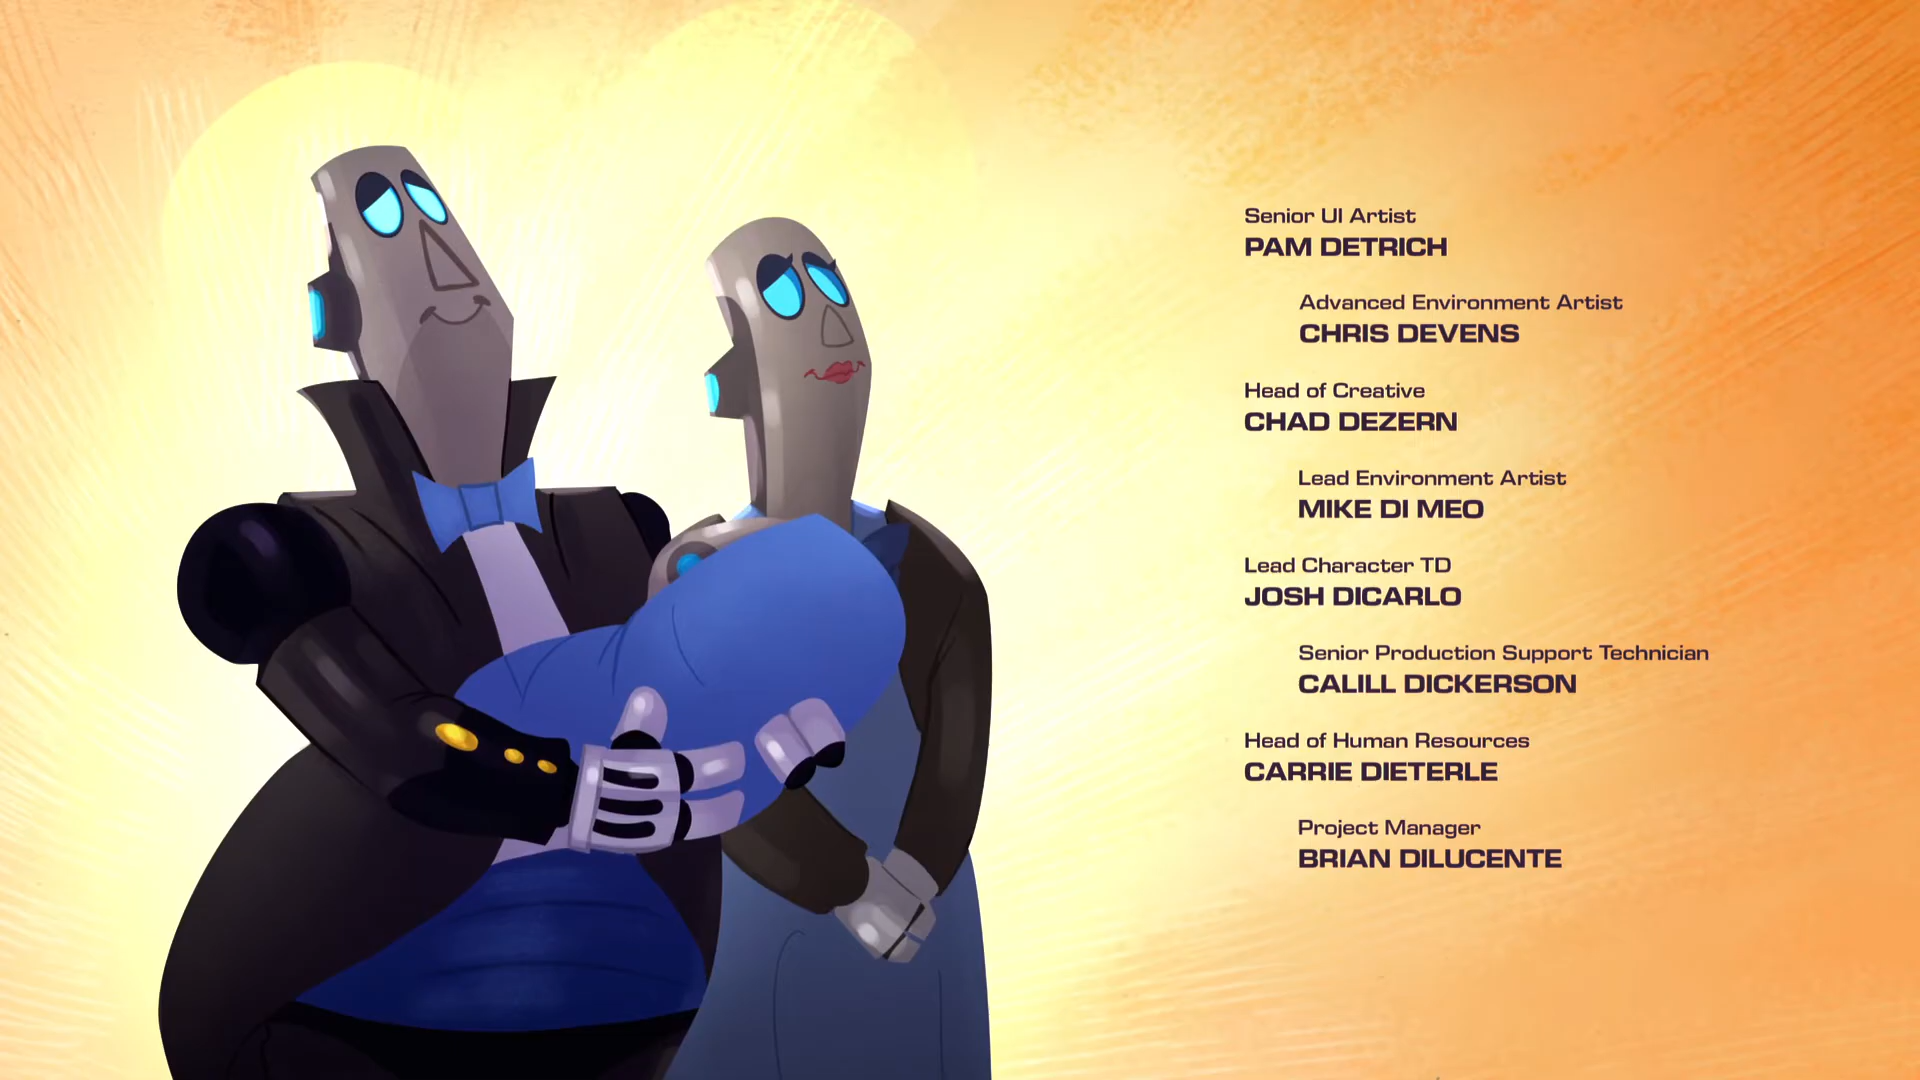 Senior UI Artist
PAM DETRICH
Advanced Environment Artist
CHRIS DEVENS
Head of Creative
CHAD DEZERN
Lead Environment Artist
MIKE DI MEO
Lead Character TD
JOSH DICARLO
Senior Production Support Technician
CALILL DICKERSON
Head of Human Resources
CARRIE DIETERLE
Project Manager
BRIAN DILUCENTE